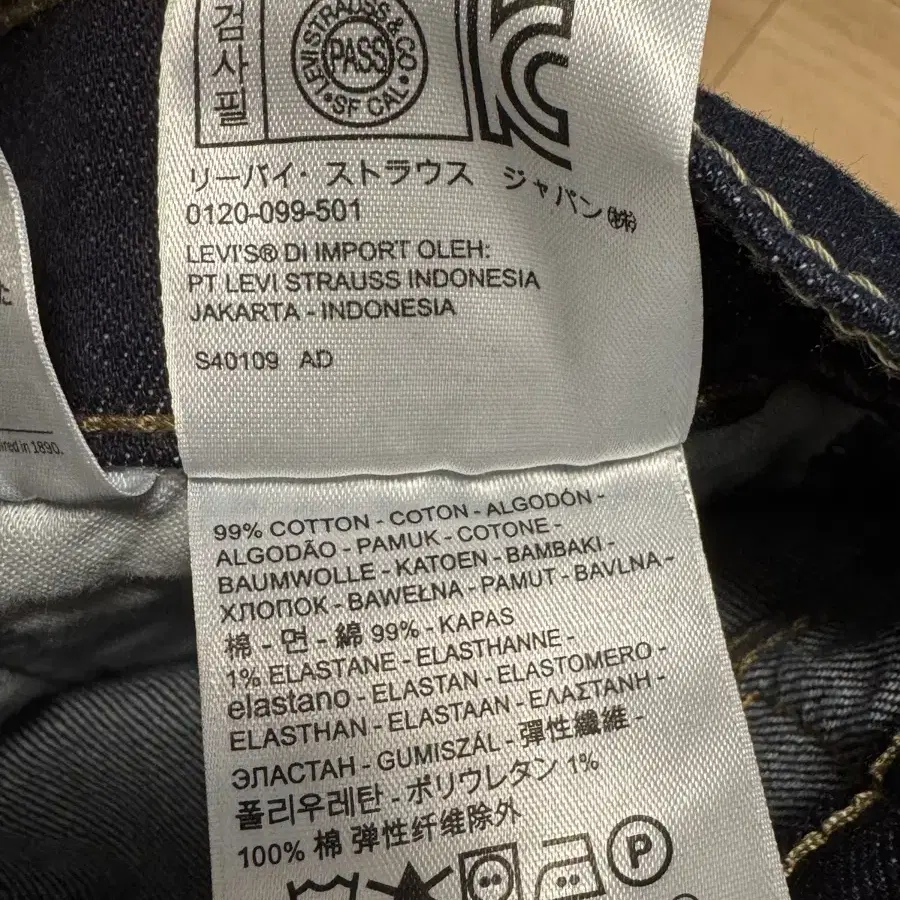 검사필
LEVI STRAUSS & CO
PASS
SF CAL
リーバイ・ストラウス ジャパン㈱
0120-099-501
LEVI'S® DI IMPORT OLEH:
PT LEVI STRAUSS INDONESIA
JAKARTA - INDONESIA
S40109 AD
た
ired in 1890.
99% COTTON - COTON - ALGODÓN -
ALGODÃO - PAMUK - COTONE -
BAUMWOLLE - KATOEN - BAMBAKI -
ХЛОПОК - BAWEŁNA - PAMUT - BAVLNA -
棉 - 면 - 綿 99% - KAPAS
1% ELASTANE - ELASTHANNE -
elastano - ELASTAN - ELASTOMERO -
ELASTHAN - ELASTAAN - ΕΛΑΣΤΑΝΗ -
ЭЛАСТАН - GUMISZÁL - 彈性纖維 -
폴리우레탄 - ポリウレタン 1%
100% 棉 弹性纤维除外
P